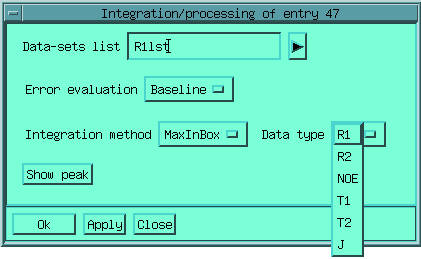 Integration/processing of entry 47
Data-sets list R1lst
Error evaluation Baseline
Integration method MaxInBox Data type R1
R2
Show peak NOE
T1
Ok Apply Close T2
J